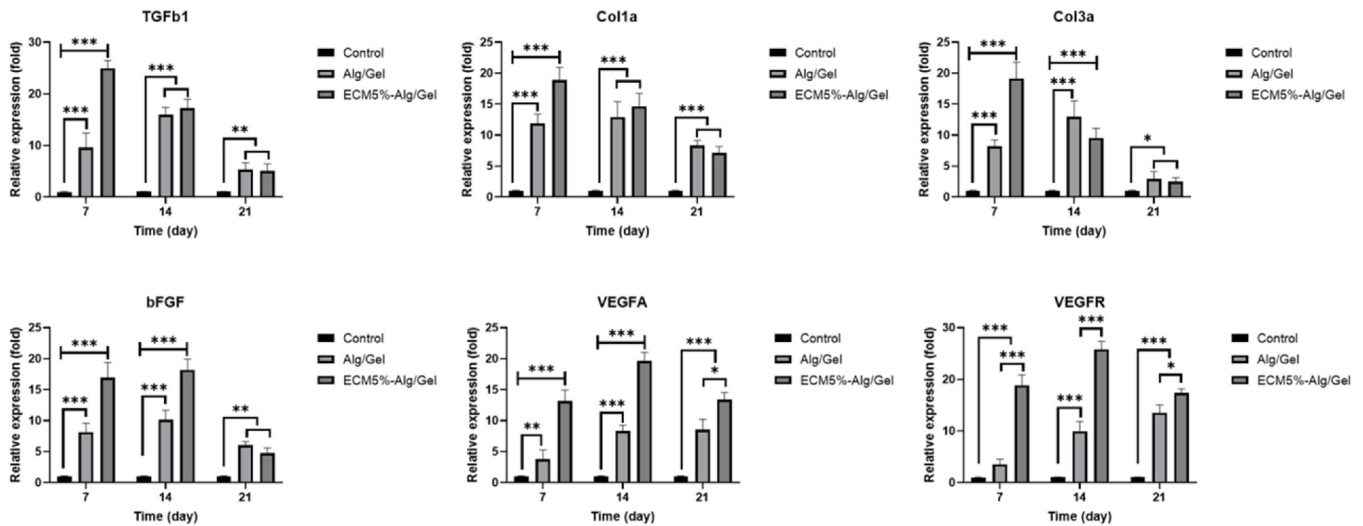 TGFb1
Relative expression (fold)
30
20
10
0
***
***
***
**
7
14
21
Time (day)
Control
Alg/Gel
ECM5%-Alg/Gel
Col1a
Relative expression (fold)
25
20
15
10
5
0
***
***
***
***
7
14
21
Time (day)
Control
Alg/Gel
ECM5%-Alg/Gel
Col3a
Relative expression (fold)
25
20
15
10
5
0
***
***
***
***
*
7
14
21
Time (day)
Control
Alg/Gel
ECM5%-Alg/Gel
bFGF
Relative expression (fold)
25
20
15
10
5
0
***
***
***
***
**
7
14
21
Time (day)
Control
Alg/Gel
ECM5%-Alg/Gel
VEGFA
Relative expression (fold)
25
20
15
10
5
0
***
**
***
***
***
*
7
14
21
Time (day)
Control
Alg/Gel
ECM5%-Alg/Gel
VEGFR
Relative expression (fold)
30
20
10
0
***
***
***
***
***
*
7
14
21
Time (day)
Control
Alg/Gel
ECM5%-Alg/Gel